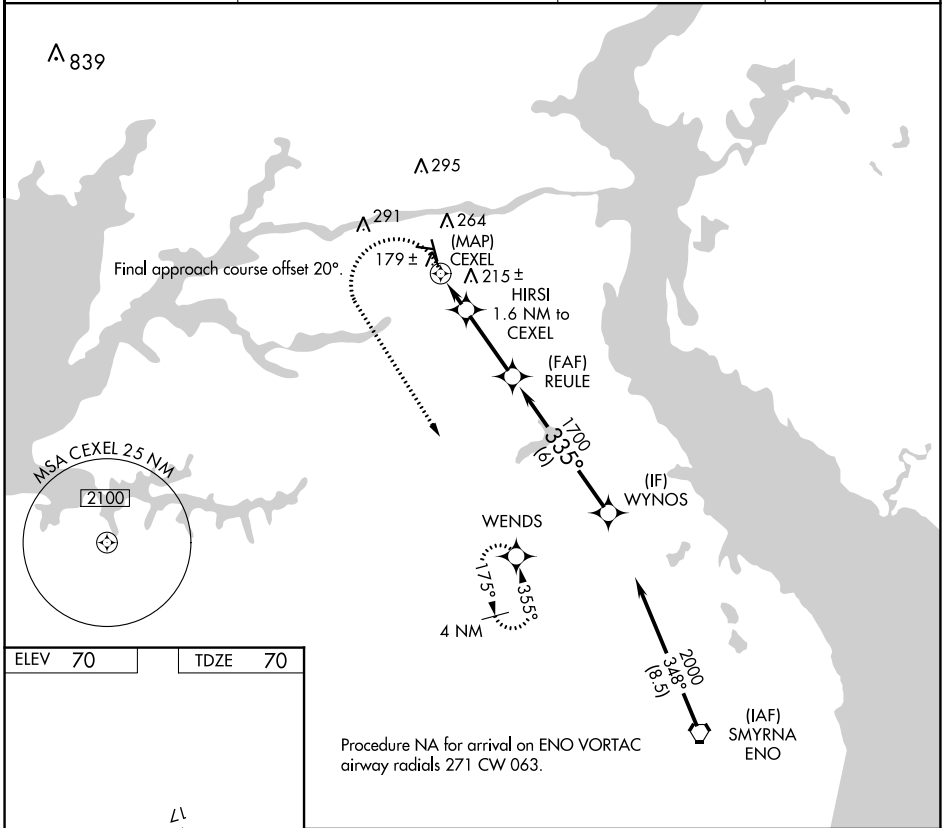 839
295
291
264
(MAP)
CEXEL
179 ±
215 ±
Final approach course offset 20°.
HIRSI
1.6 NM to
CEXEL
(FAF)
REULE
1700
335°
(6)
(IF)
WYNOS
MSA CEXEL 25 NM
2100
WENDS
175°
355°
4 NM
2000
348°
(8.5)
(IAF)
SMYRNA
ENO
Procedure NA for arrival on ENO VORTAC
airway radials 271 CW 063.
ELEV 70
TDZE 70
17